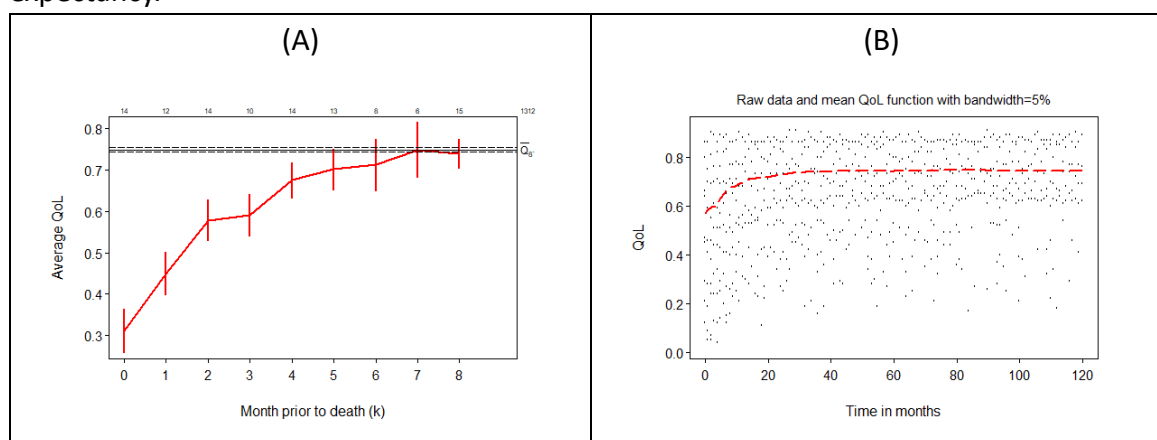 expectancy.
(A)
14 12 14 10 14 13 8 6 15 1312
0.8
0.7
0.6
0.5
0.4
0.3
Average QoL
Q̅8⁻
0 1 2 3 4 5 6 7 8
Month prior to death (k)
(B)
Raw data and mean QoL function with bandwidth=5%
0.8
0.6
0.4
0.2
0.0
QoL
0 20 40 60 80 100 120
Time in months